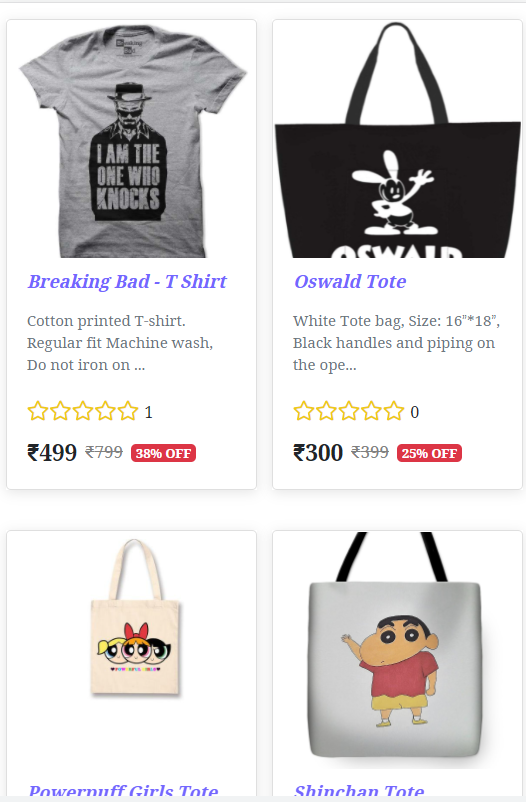 Breaking
Bad
I AM THE
ONE WHO
KNOCKS
OSWALD
Breaking Bad - T Shirt
Oswald Tote
Cotton printed T-shirt.
Regular fit Machine wash,
Do not iron on ...
White Tote bag, Size: 16”*18”,
Black handles and piping on
the ope...
1
0
₹499 ₹799 38% OFF
₹300 ₹399 25% OFF
Powerpuff Girls Tote
Shinchan Tote